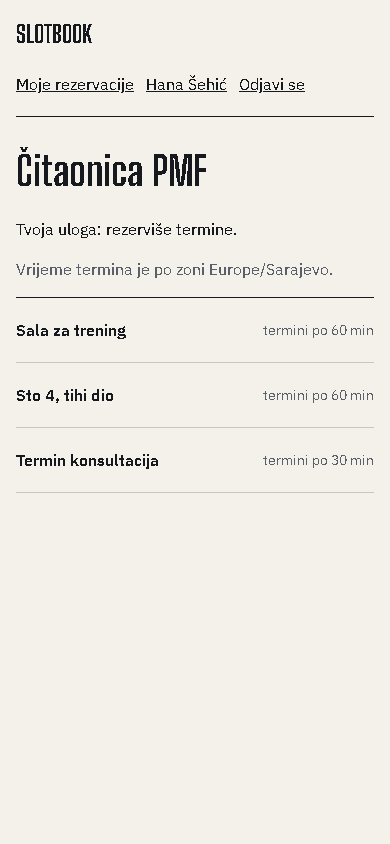 SLOTBOOK
Moje rezervacije Hana Šehić Odjavi se
Čitaonica PMF
Tvoja uloga: rezerviše termine.
Vrijeme termina je po zoni Europe/Sarajevo.
Sala za trening termini po 60 min
Sto 4, tihi dio termini po 60 min
Termin konsultacija termini po 30 min